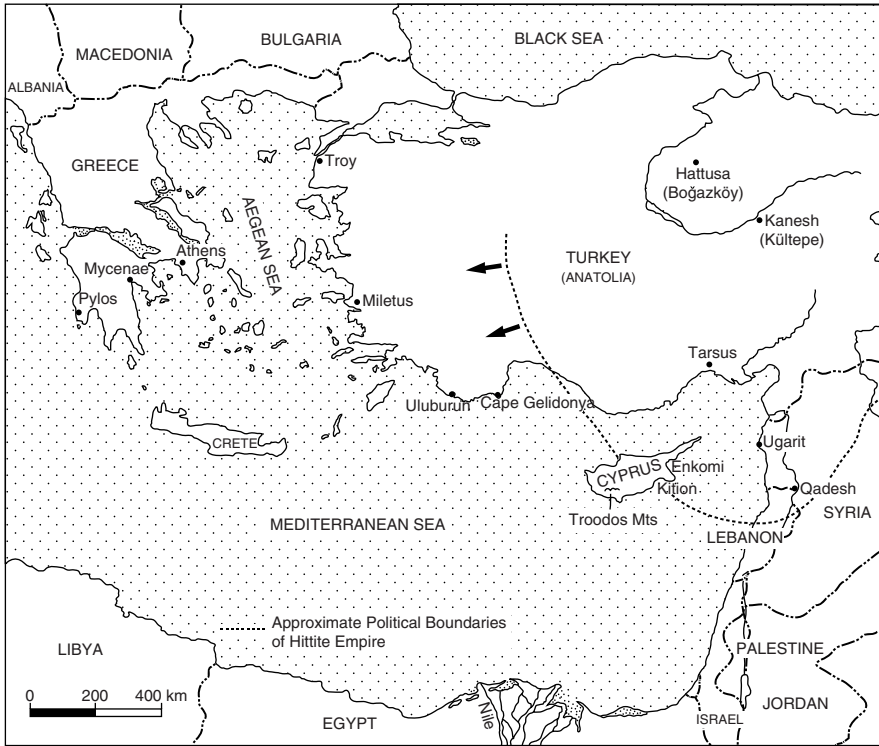 BULGARIA
BLACK SEA
MACEDONIA
ALBANIA
GREECE
Troy
AEGEAN SEA
Hattusa
(Boğazköy)
Kanesh
(Kültepe)
TURKEY
(ANATOLIA)
Athens
Mycenae
Pylos
Miletus
Tarsus
Uluburun
Çape Gelidonya
CRETE
Ugarit
CYPRUS
Enkomi
Kition
Qadesh
SYRIA
Troodos Mts
MEDITERRANEAN SEA
LEBANON
Approximate Political Boundaries
of Hittite Empire
LIBYA
PALESTINE
0 200 400 km
EGYPT
Nile
ISRAEL
JORDAN